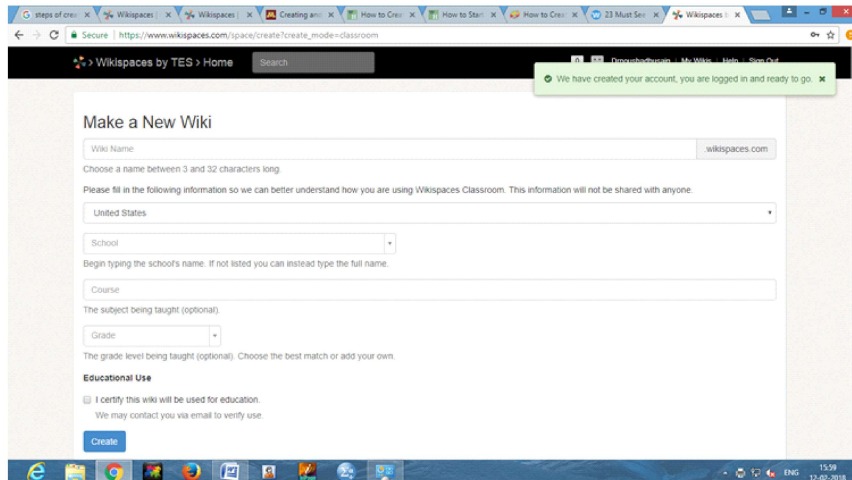 steps of crea
Wikispaces |
Wikispaces |
Creating and
How to Crea
How to Start
How to Crea
23 Must See
Wikispaces b
Secure | https://www.wikispaces.com/space/create?create_mode=classroom
Wikispaces by TES > Home
Search
0
My Wikis
Help
Sign Out
We have created your account, you are logged in and ready to go. ×
Make a New Wiki
Wiki Name
.wikispaces.com
Choose a name between 3 and 32 characters long.
Please fill in the following information so we can better understand how you are using Wikispaces Classroom. This information will not be shared with anyone.
United States
School
Begin typing the school's name. If not listed you can instead type the full name.
Course
The subject being taught (optional).
Grade
The grade level being taught (optional). Choose the best match or add your own.
Educational Use
I certify this wiki will be used for education.
We may contact you via email to verify use.
Create
ENG
15:59
12-02-2018